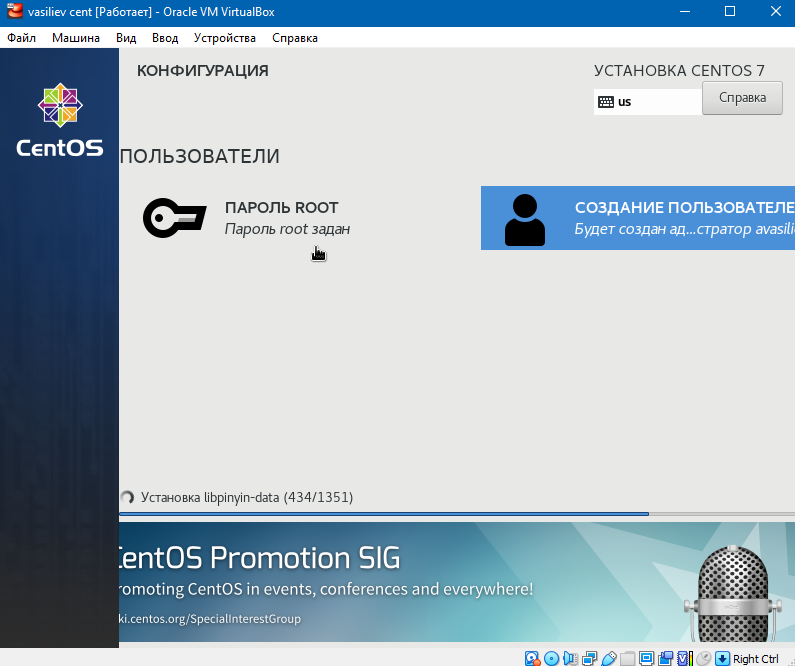 vasiliev cent [Работает] - Oracle VM VirtualBox
Файл Машина Вид Ввод Устройства Справка
КОНФИГУРАЦИЯ
УСТАНОВКА CENTOS 7
us
Справка
CentOS
ПОЛЬЗОВАТЕЛИ
ПАРОЛЬ ROOT
Пароль root задан
СОЗДАНИЕ ПОЛЬЗОВАТЕЛЕ
Будет создан ад...стратор avasili
Установка libpinyin-data (434/1351)
CentOS Promotion SIG
romoting CentOS in events, conferences and everywhere!
ki.centos.org/SpecialInterestGroup
Right Ctrl